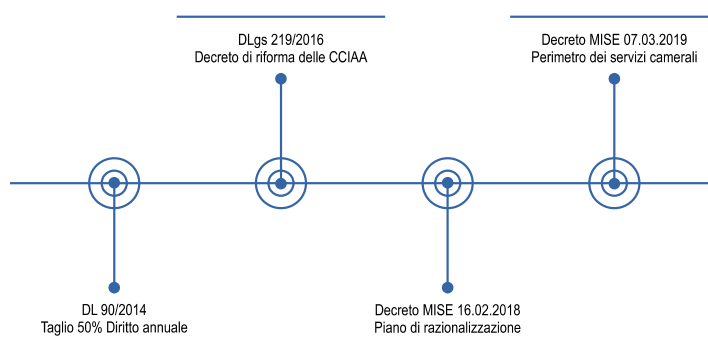 DLgs 219/2016
Decreto di riforma delle CCIAA
Decreto MISE 07.03.2019
Perimetro dei servizi camerali
DL 90/2014
Taglio 50% Diritto annuale
Decreto MISE 16.02.2018
Piano di razionalizzazione